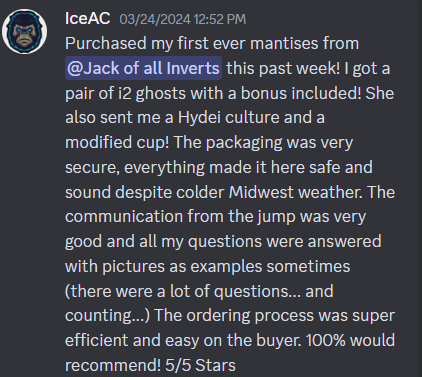 IceAC 03/24/2024 12:52 PM
Purchased my first ever mantises from
@Jack of all Inverts this past week! I got a
pair of i2 ghosts with a bonus included! She
also sent me a Hydei culture and a
modified cup! The packaging was very
secure, everything made it here safe and
sound despite colder Midwest weather. The
communication from the jump was very
good and all my questions were answered
with pictures as examples sometimes
(there were a lot of questions... and
counting...) The ordering process was super
efficient and easy on the buyer. 100% would
recommend! 5/5 Stars